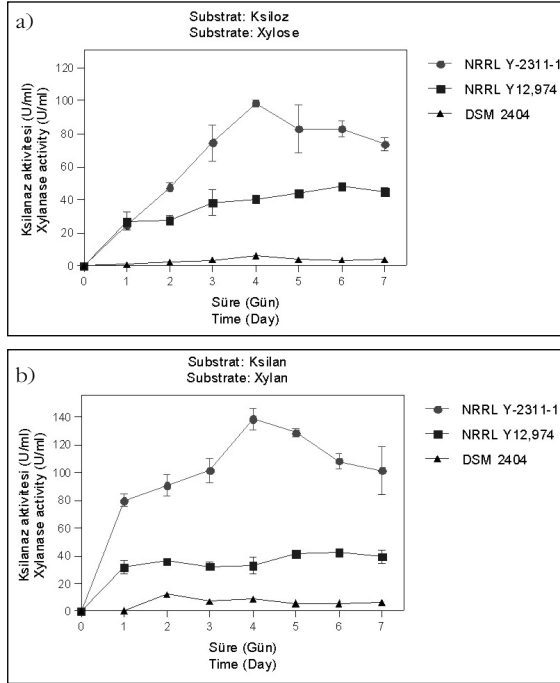 a)
Substrat: Ksiloz
Substrate: Xylose
Ksilanaz aktivitesi (U/ml)
Xylanase activity (U/ml)
120
100
80
60
40
20
0
0 1 2 3 4 5 6 7
Süre (Gün)
Time (Day)
NRRL Y-2311-1
NRRL Y12,974
DSM 2404
b)
Substrat: Ksilan
Substrate: Xylan
Ksilanaz aktivitesi (U/ml)
Xylanase activity (U/ml)
140
120
100
80
60
40
20
0
0 1 2 3 4 5 6 7
Süre (Gün)
Time (Day)
NRRL Y-2311-1
NRRL Y12,974
DSM 2404